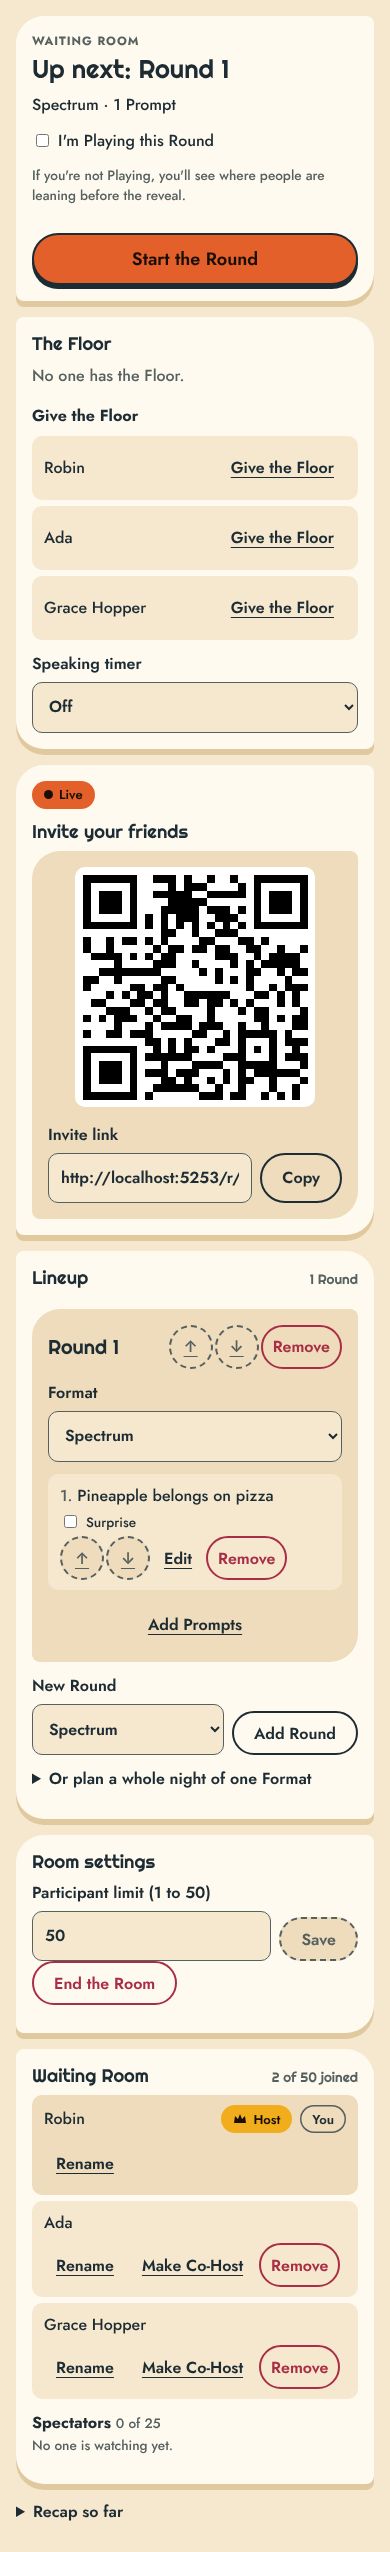 WAITING ROOM
Up next: Round 1
Spectrum · 1 Prompt
I'm Playing this Round
If you're not Playing, you'll see where people are
leaning before the reveal.
Start the Round
The Floor
No one has the Floor.
Give the Floor
Robin Give the Floor
Ada Give the Floor
Grace Hopper Give the Floor
Speaking timer
Off
Live
Invite your friends
Invite link
http://localhost:5253/r/ Copy
Lineup 1 Round
Round 1 ↑ ↓ Remove
Format
Spectrum
1. Pineapple belongs on pizza
Surprise
↑ ↓ Edit Remove
Add Prompts
New Round
Spectrum Add Round
Or plan a whole night of one Format
Room settings
Participant limit (1 to 50)
50 Save
End the Room
Waiting Room 2 of 50 joined
Robin Host You
Rename
Ada
Rename Make Co-Host Remove
Grace Hopper
Rename Make Co-Host Remove
Spectators 0 of 25
No one is watching yet.
Recap so far